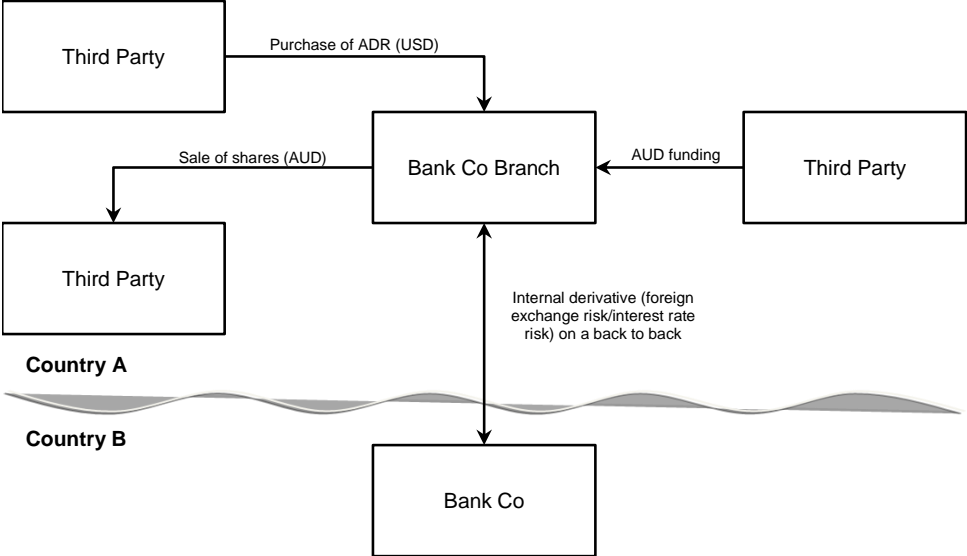 Third Party
Purchase of ADR (USD)
Bank Co Branch
Sale of shares (AUD)
AUD funding
Third Party
Third Party
Internal derivative (foreign
exchange risk/interest rate
risk) on a back to back
Country A
Country B
Bank Co